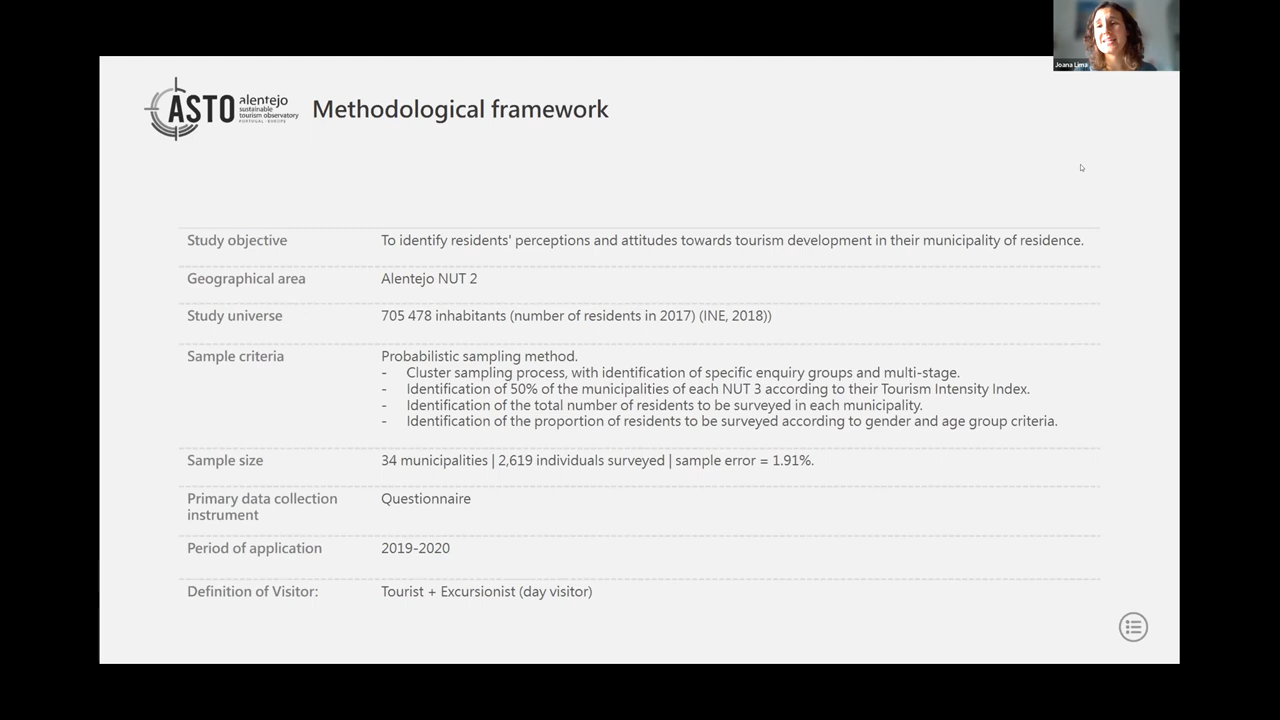 Joana Lima
ASTO
alentejo
sustainable
tourism observatory
PORTUGAL · EUROPE
Methodological framework
Study objective
To identify residents' perceptions and attitudes towards tourism development in their municipality of residence.
Geographical area
Alentejo NUT 2
Study universe
705 478 inhabitants (number of residents in 2017) (INE, 2018))
Sample criteria
Probabilistic sampling method.
- Cluster sampling process, with identification of specific enquiry groups and multi-stage.
- Identification of 50% of the municipalities of each NUT 3 according to their Tourism Intensity Index.
- Identification of the total number of residents to be surveyed in each municipality.
- Identification of the proportion of residents to be surveyed according to gender and age group criteria.
Sample size
34 municipalities | 2,619 individuals surveyed | sample error = 1.91%.
Primary data collection
instrument
Questionnaire
Period of application
2019-2020
Definition of Visitor:
Tourist + Excursionist (day visitor)